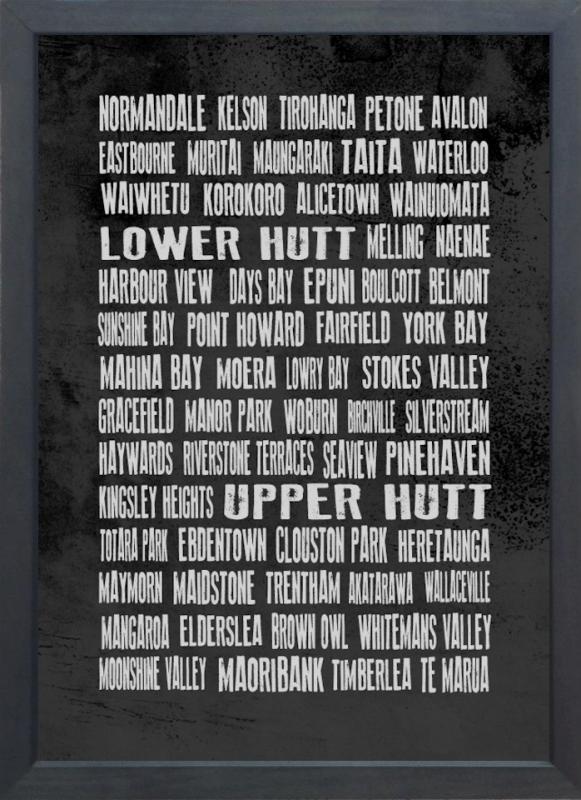 NORMANDALE KELSON TIROHANGA PETONE AVALON
EASTBOURNE MURITAI MAUNGARAKI TAITA WATERLOO
WAIWHETU KOROKORO ALICETOWN WAINUIOMATA
LOWER HUTT MELLING NAENAE
HARBOUR VIEW DAYS BAY EPUNI BOULCOTT BELMONT
SUNSHINE BAY POINT HOWARD FAIRFIELD YORK BAY
MAHINA BAY MOERA LOWRY BAY STOKES VALLEY
GRACEFIELD MANOR PARK WOBURN BIRCHVILLE SILVERSTREAM
HAYWARDS RIVERSTONE TERRACES SEAVIEW PINEHAVEN
KINGSLEY HEIGHTS UPPER HUTT
TOTARA PARK EBDENTOWN CLOUSTON PARK HERETAUNGA
MAYMORN MAIDSTONE TRENTHAM AKATARAWA WALLACEVILLE
MANGAROA ELDERSLEA BROWN OWL WHITEMANS VALLEY
MOONSHINE VALLEY MAORIBANK TIMBERLEA TE MARUA